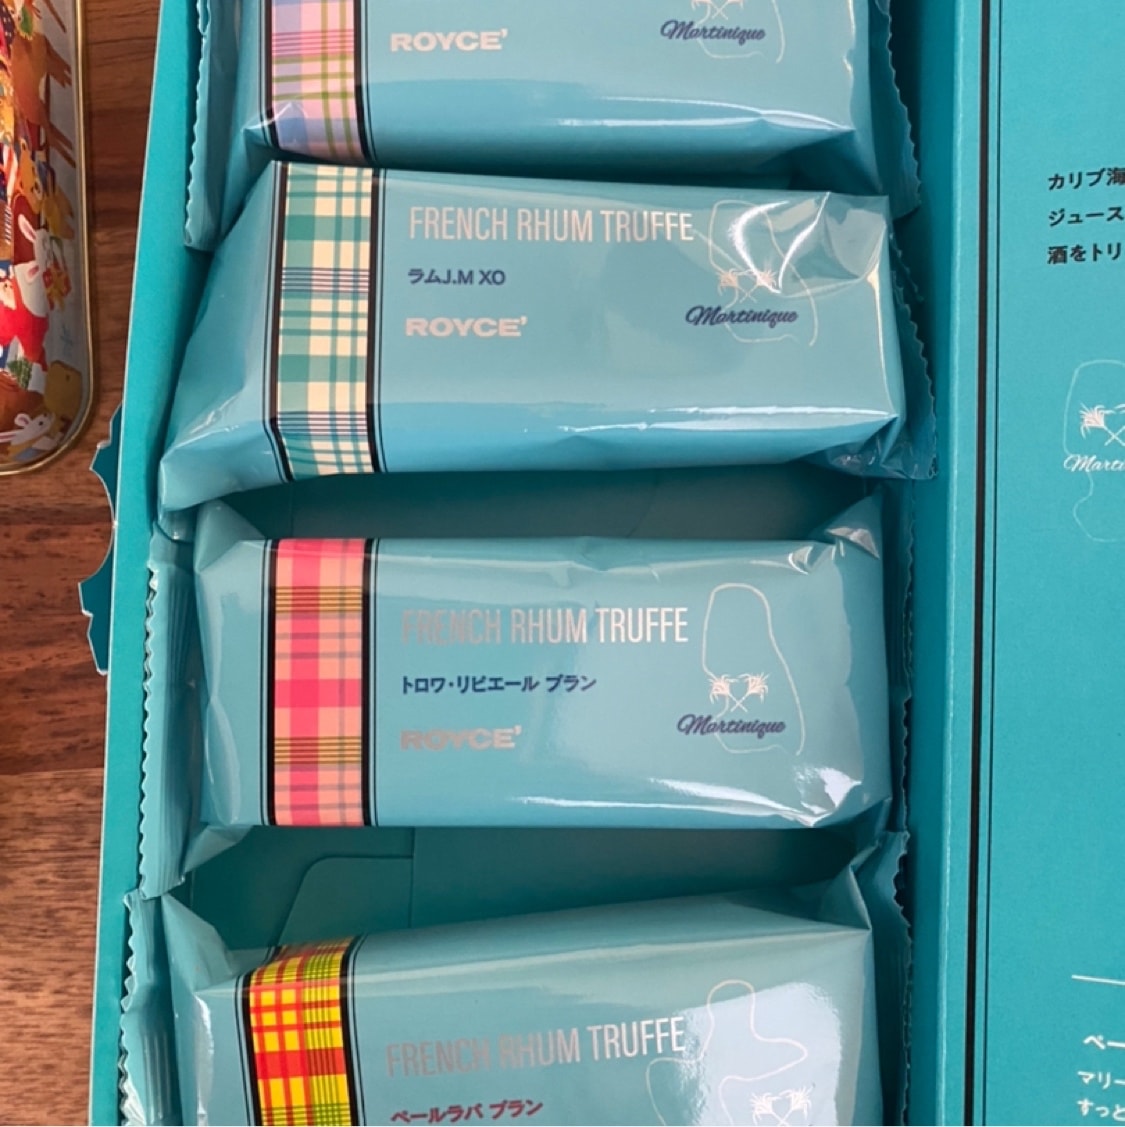 ROYCE'
Martinique
FRENCH RHUM TRUFFE
ラムJ.M XO
ROYCE'
Martinique
FRENCH RHUM TRUFFE
トロワ・リビエール ブラン
ROYCE'
Martinique
FRENCH RHUM TRUFFE
ペールラバ ブラン
カリブ海
ジュース
酒をトリ
Marti
ペー
マリー
すっと